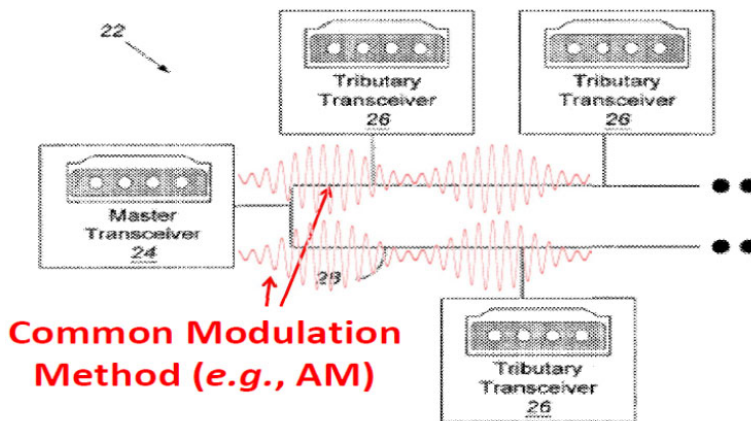 22
Tributary
Transceiver
26
Tributary
Transceiver
26
Master
Transceiver
24
28
Common Modulation
Method (e.g., AM)
Tributary
Transceiver
26